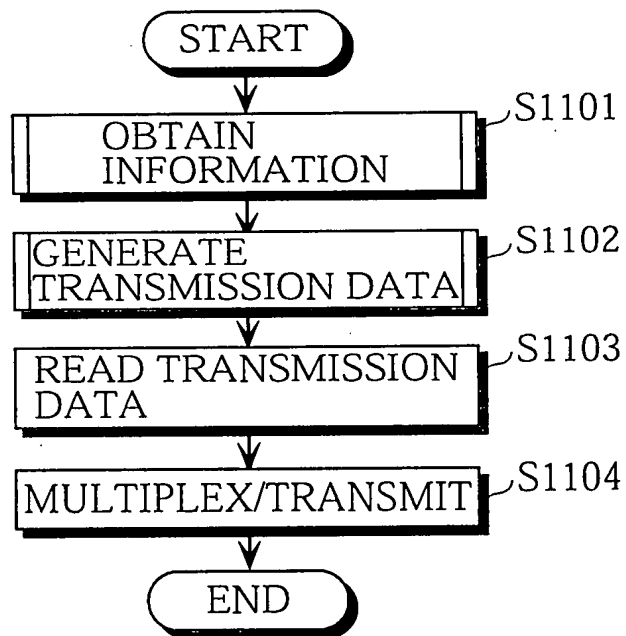 START
S1101
OBTAIN
INFORMATION
S1102
GENERATE
TRANSMISSION DATA
S1103
READ TRANSMISSION
DATA
MULTIPLEX/TRANSMIT
S1104
END